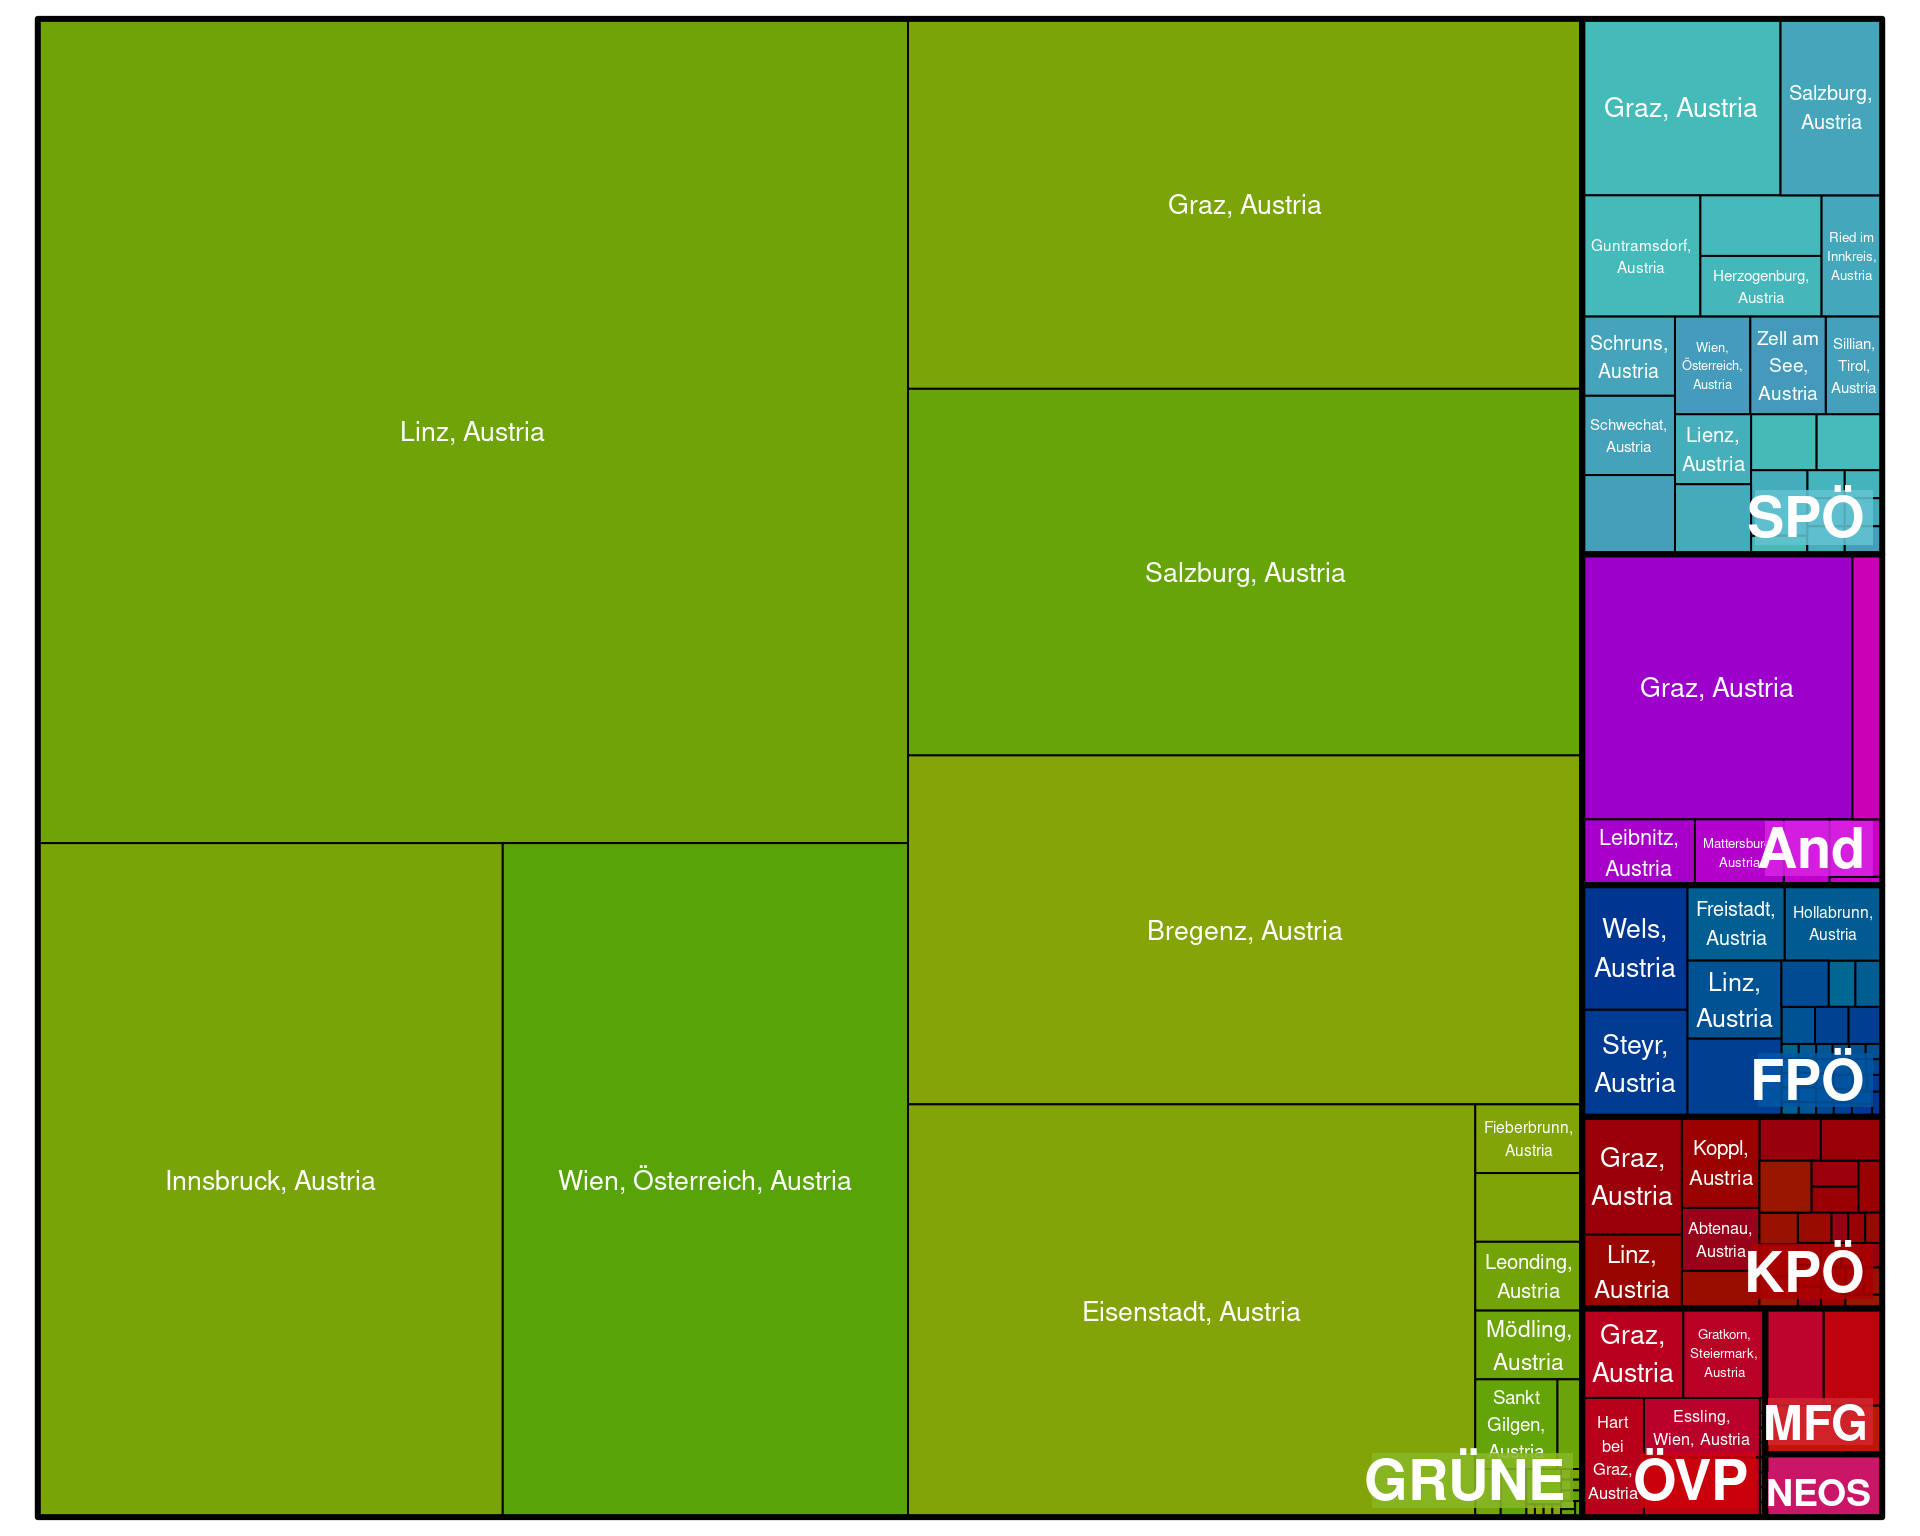 Linz, Austria
Innsbruck, Austria
Wien, Österreich, Austria
Graz, Austria
Salzburg, Austria
Bregenz, Austria
Eisenstadt, Austria
Fieberbrunn,
Austria
Leonding,
Austria
Mödling,
Austria
Sankt
Gilgen,
Austria
GRÜNE
Graz, Austria
Salzburg,
Austria
Guntramsdorf,
Austria
Herzogenburg,
Austria
Ried im
Innkreis,
Austria
Schruns,
Austria
Wien,
Österreich,
Austria
Zell am
See,
Austria
Sillian,
Tirol,
Austria
Schwechat,
Austria
Lienz,
Austria
SPÖ
Graz, Austria
Leibnitz,
Austria
Mattersburg,
Austria
And
Wels,
Austria
Freistadt,
Austria
Hollabrunn,
Austria
Linz,
Austria
Steyr,
Austria
FPÖ
Graz,
Austria
Koppl,
Austria
Abtenau,
Austria
Linz,
Austria
KPÖ
Graz,
Austria
Gratkorn,
Steiermark,
Austria
Hart
bei
Graz,
Austria
Essling,
Wien, Austria
ÖVP
MFG
NEOS